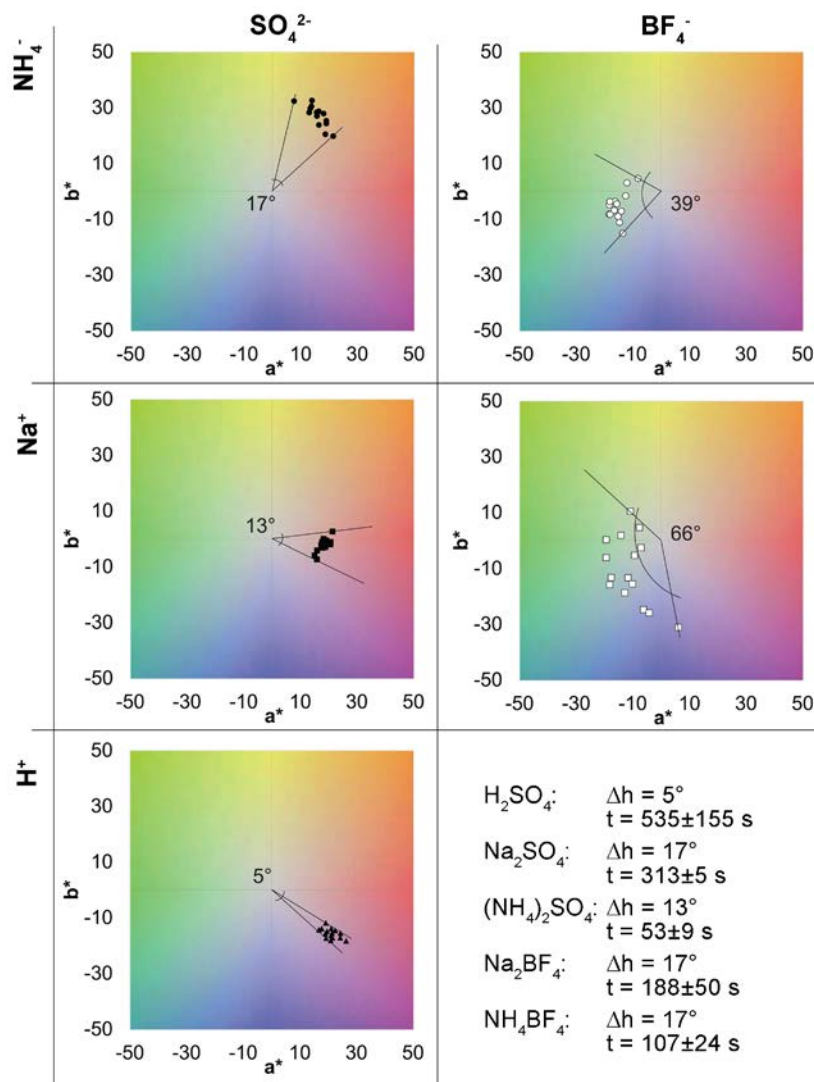 SO₄²⁻
BF₄⁻
NH₄⁻
50
30
10
-10
-30
-50
b*
17°
-50
-30
-10
10
30
50
a*
50
30
10
-10
-30
-50
b*
39°
-50
-30
-10
10
30
50
a*
Na⁺
50
30
10
-10
-30
-50
b*
13°
-50
-30
-10
10
30
50
a*
50
30
10
-10
-30
-50
b*
66°
-50
-30
-10
10
30
50
a*
H⁺
50
30
10
-10
-30
-50
b*
5°
-50
-30
-10
10
30
50
a*
H₂SO₄: Δh = 5°
t = 535±155 s
Na₂SO₄: Δh = 17°
t = 313±5 s
(NH₄)₂SO₄: Δh = 13°
t = 53±9 s
Na₂BF₄: Δh = 17°
t = 188±50 s
NH₄BF₄: Δh = 17°
t = 107±24 s